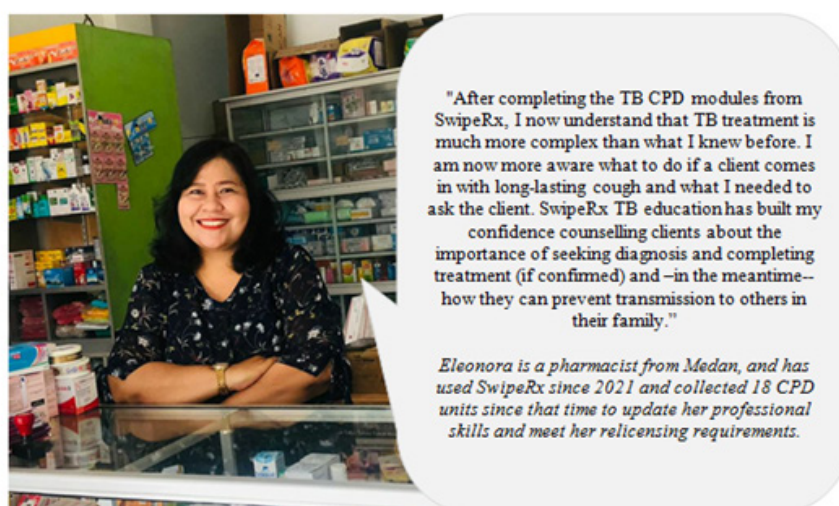 "After completing the TB CPD modules from
SwipeRx, I now understand that TB treatment is
much more complex than what I knew before. I
am now more aware what to do if a client comes
in with long-lasting cough and what I needed to
ask the client. SwipeRx TB education has built my
confidence counselling clients about the
importance of seeking diagnosis and completing
treatment (if confirmed) and –in the meantime--
how they can prevent transmission to others in
their family."
Eleonora is a pharmacist from Medan, and has
used SwipeRx since 2021 and collected 18 CPD
units since that time to update her professional
skills and meet her relicensing requirements.